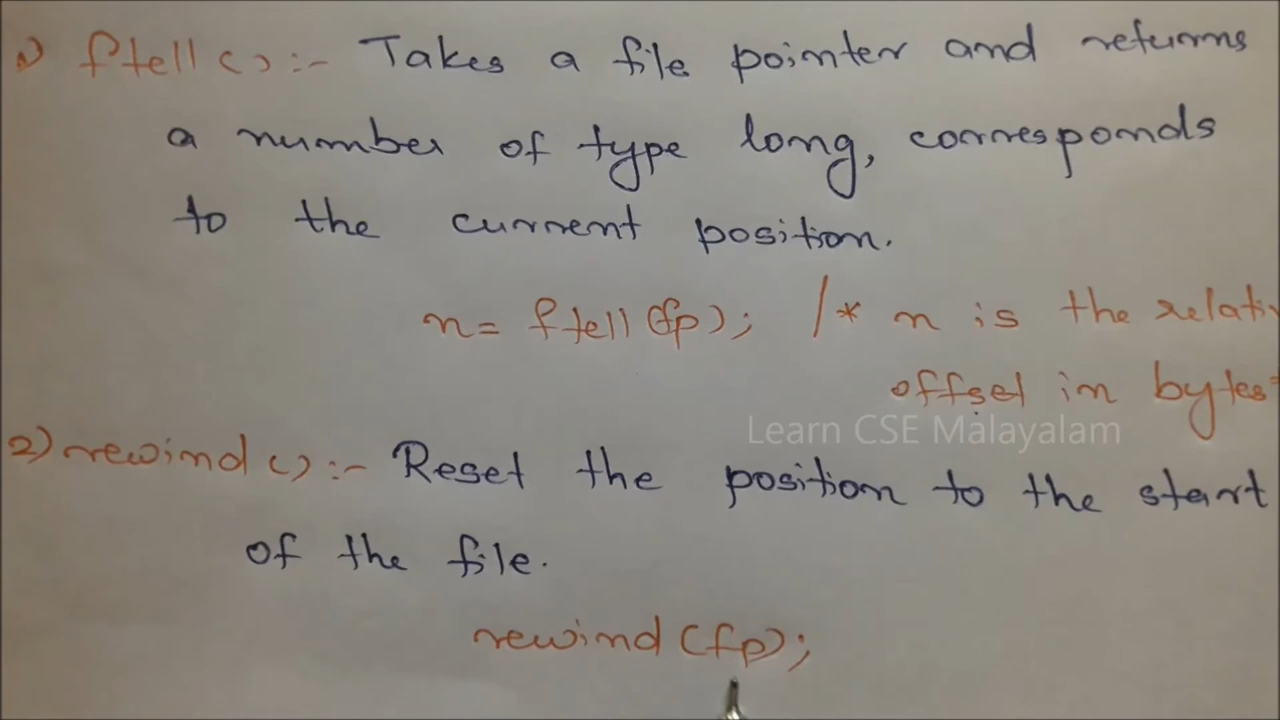 1) ftell():- Takes a file pointer and returns
a number of type long, corresponds
to the current position.
n= ftell(fp); /* n is the relati
offset in bytes*
Learn CSE Malayalam
2) rewind():- Reset the position to the start
of the file.
rewind(fp);